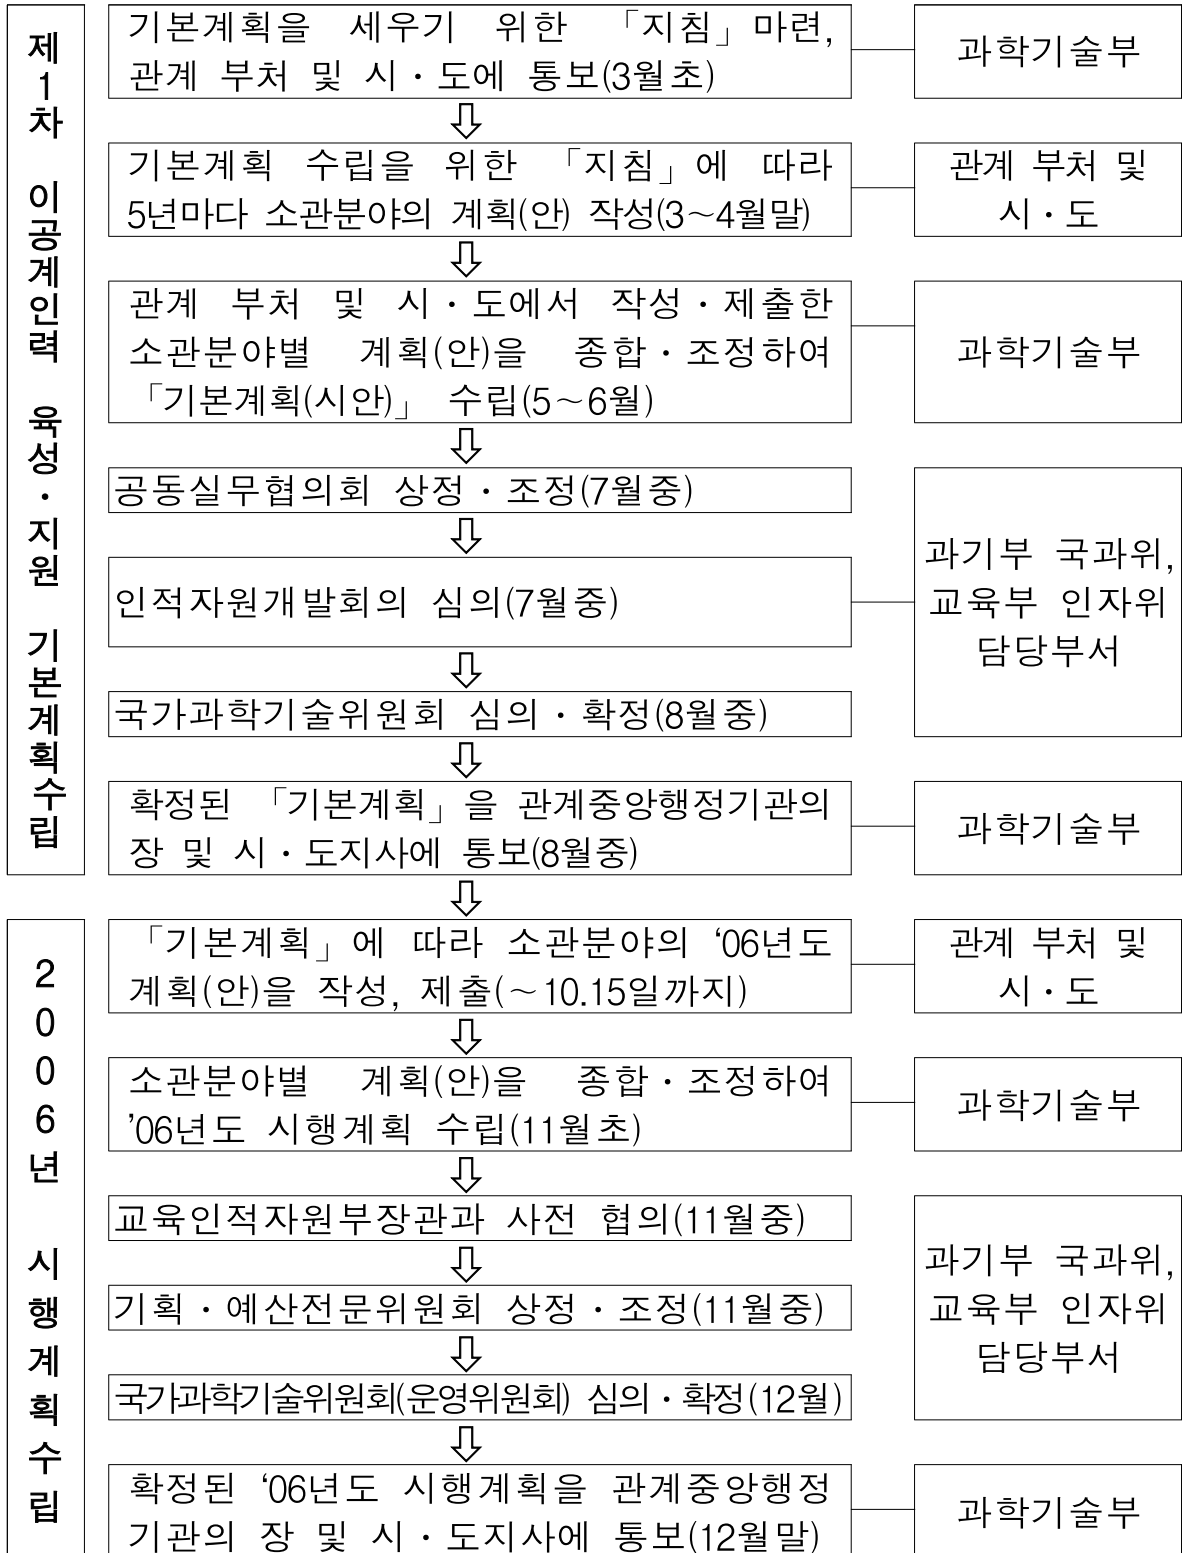 제1차 이공계인력 육성・지원 기본계획수립
기본계획을 세우기 위한 「지침」마련,
관계 부처 및 시・도에 통보(3월초)
과학기술부
기본계획 수립을 위한 「지침」에 따라
5년마다 소관분야의 계획(안) 작성(3～4월말)
관계 부처 및
시・도
관계 부처 및 시・도에서 작성・제출한
소관분야별 계획(안)을 종합・조정하여
「기본계획(시안)」 수립(5～6월)
과학기술부
공동실무협의회 상정・조정(7월중)
인적자원개발회의 심의(7월중)
국가과학기술위원회 심의・확정(8월중)
과기부 국과위,
교육부 인자위
담당부서
확정된 「기본계획」을 관계중앙행정기관의
장 및 시・도지사에 통보(8월중)
과학기술부
2006년 시행계획수립
「기본계획」에 따라 소관분야의 ‘06년도
계획(안)을 작성, 제출(～10.15일까지)
관계 부처 및
시・도
소관분야별 계획(안)을 종합・조정하여
’06년도 시행계획 수립(11월초)
과학기술부
교육인적자원부장관과 사전 협의(11월중)
기획・예산전문위원회 상정・조정(11월중)
국가과학기술위원회(운영위원회) 심의・확정(12월)
과기부 국과위,
교육부 인자위
담당부서
확정된 ‘06년도 시행계획을 관계중앙행정
기관의 장 및 시・도지사에 통보(12월말)
과학기술부